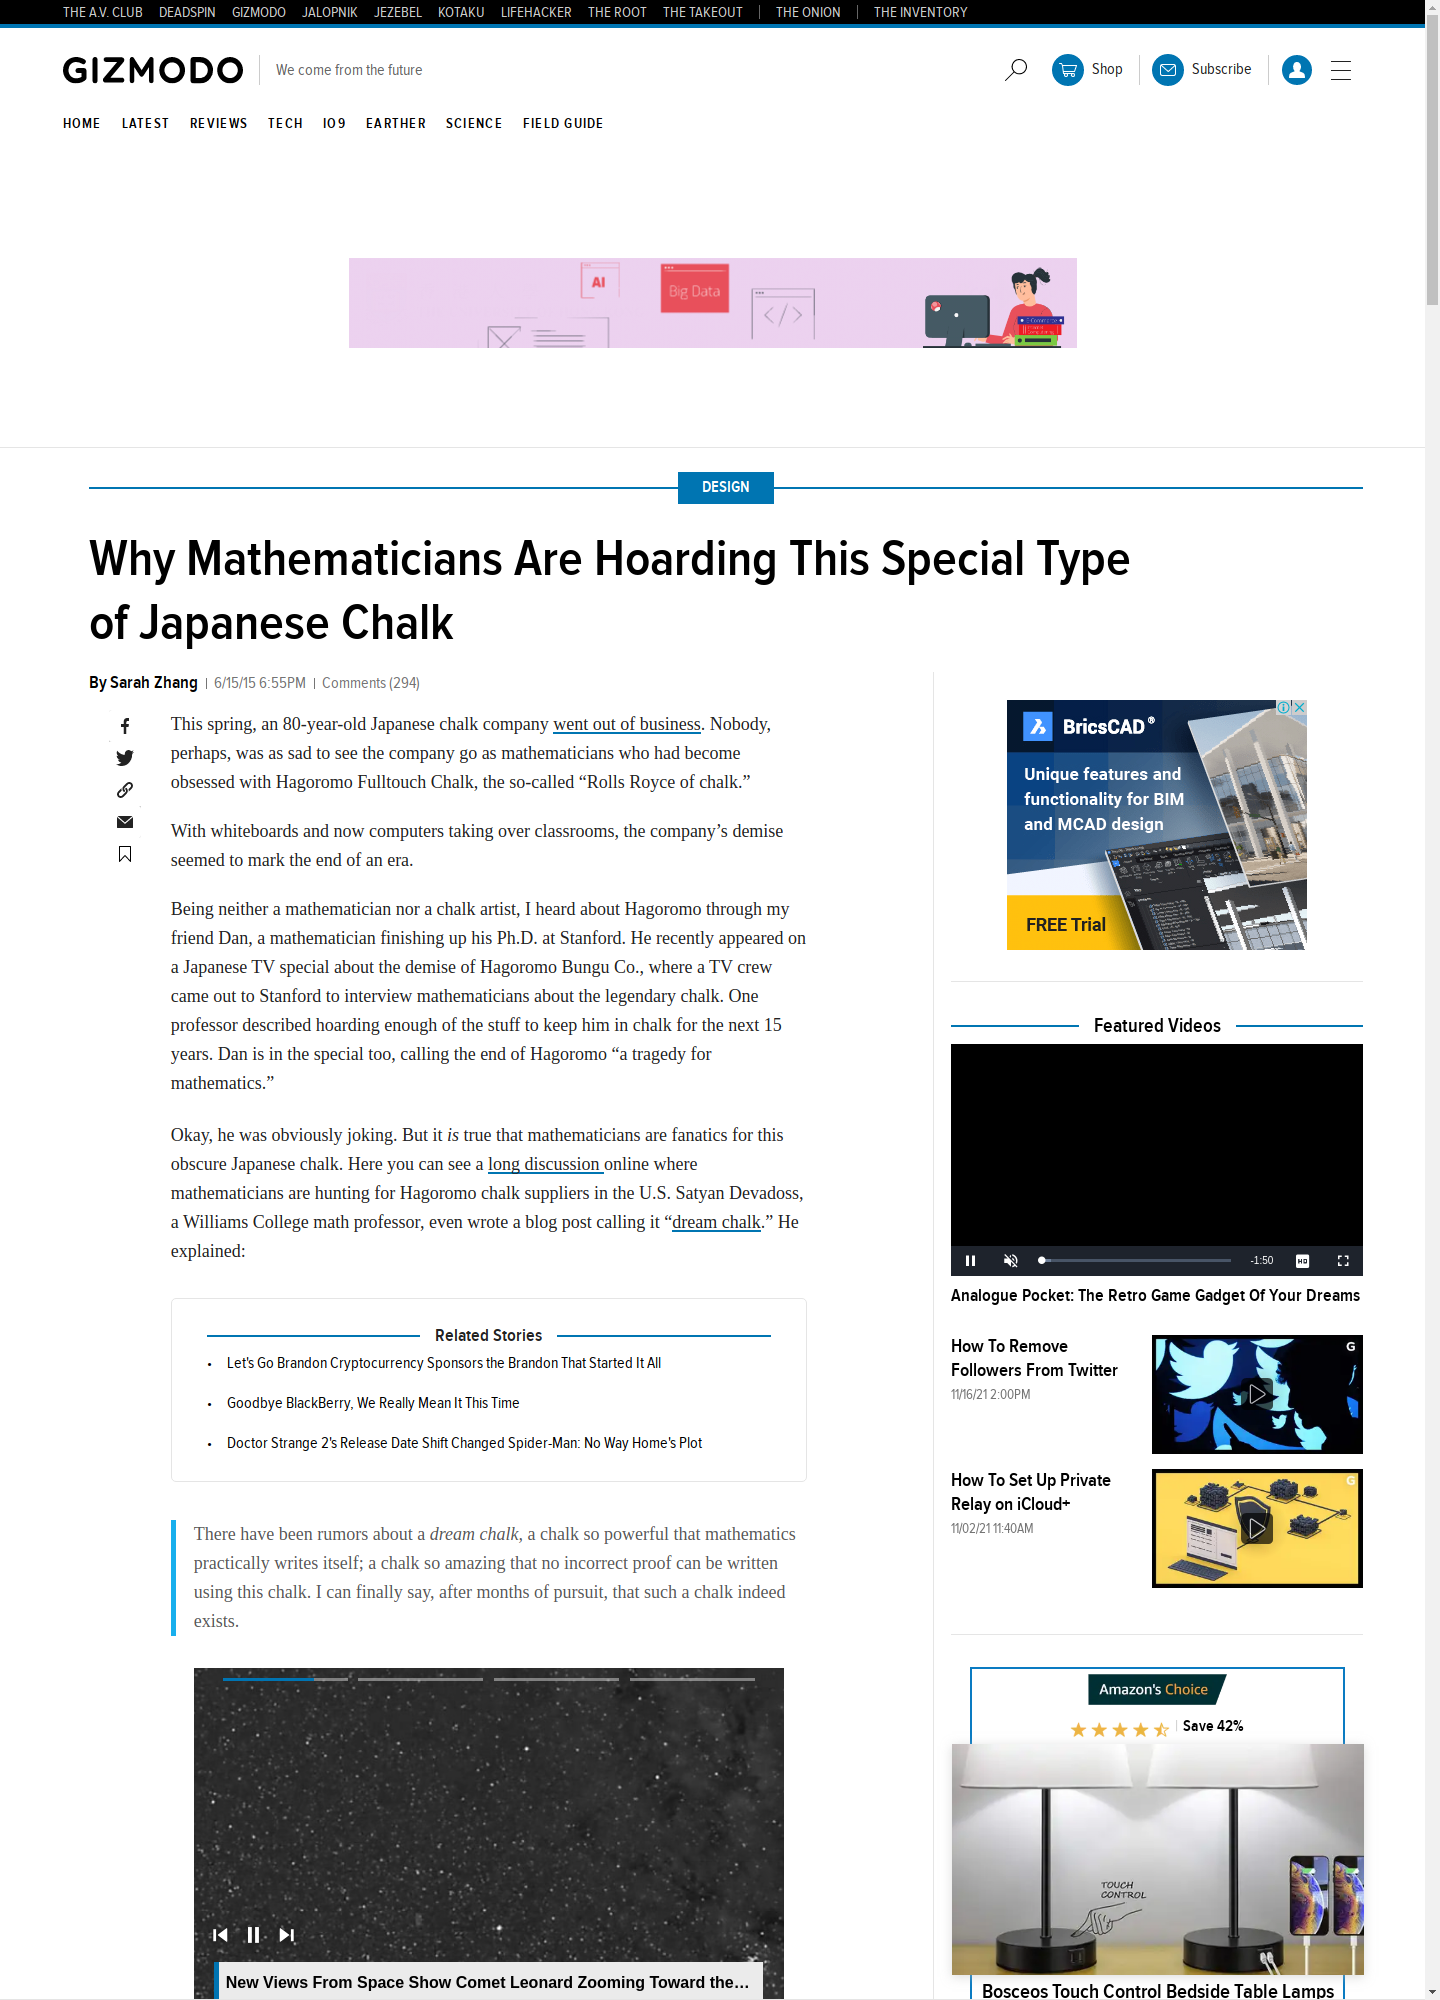 THE A.V. CLUB DEADSPIN GIZMODO JALOPNIK JEZEBEL KOTAKU LIFEHACKER THE ROOT THE TAKEOUT THE ONION THE INVENTORY
GIZMODO We come from the future Shop Subscribe
HOME LATEST REVIEWS TECH IO9 EARTHER SCIENCE FIELD GUIDE
AI
Big Data
</>
DESIGN
Why Mathematicians Are Hoarding This Special Type
of Japanese Chalk
By Sarah Zhang 6/15/15 6:55PM Comments (294)
This spring, an 80-year-old Japanese chalk company went out of business. Nobody,
perhaps, was as sad to see the company go as mathematicians who had become
obsessed with Hagoromo Fulltouch Chalk, the so-called “Rolls Royce of chalk.”
With whiteboards and now computers taking over classrooms, the company’s demise
seemed to mark the end of an era.
Being neither a mathematician nor a chalk artist, I heard about Hagoromo through my
friend Dan, a mathematician finishing up his Ph.D. at Stanford. He recently appeared on
a Japanese TV special about the demise of Hagoromo Bungu Co., where a TV crew
came out to Stanford to interview mathematicians about the legendary chalk. One
professor described hoarding enough of the stuff to keep him in chalk for the next 15
years. Dan is in the special too, calling the end of Hagoromo “a tragedy for
mathematics.”
Okay, he was obviously joking. But it is true that mathematicians are fanatics for this
obscure Japanese chalk. Here you can see a long discussion online where
mathematicians are hunting for Hagoromo chalk suppliers in the U.S. Satyan Devadoss,
a Williams College math professor, even wrote a blog post calling it “dream chalk.” He
explained:
Related Stories
• Let's Go Brandon Cryptocurrency Sponsors the Brandon That Started It All
• Goodbye BlackBerry, We Really Mean It This Time
• Doctor Strange 2's Release Date Shift Changed Spider-Man: No Way Home's Plot
There have been rumors about a dream chalk, a chalk so powerful that mathematics
practically writes itself; a chalk so amazing that no incorrect proof can be written
using this chalk. I can finally say, after months of pursuit, that such a chalk indeed
exists.
New Views From Space Show Comet Leonard Zooming Toward the…
BricsCAD®
Unique features and
functionality for BIM
and MCAD design
FREE Trial
Featured Videos
-1:50 HD
Analogue Pocket: The Retro Game Gadget Of Your Dreams
How To Remove
Followers From Twitter
11/16/21 2:00PM
G
How To Set Up Private
Relay on iCloud+
11/02/21 11:40AM
G
Amazon's Choice
Save 42%
TOUCH
CONTROL
Bosceos Touch Control Bedside Table Lamps